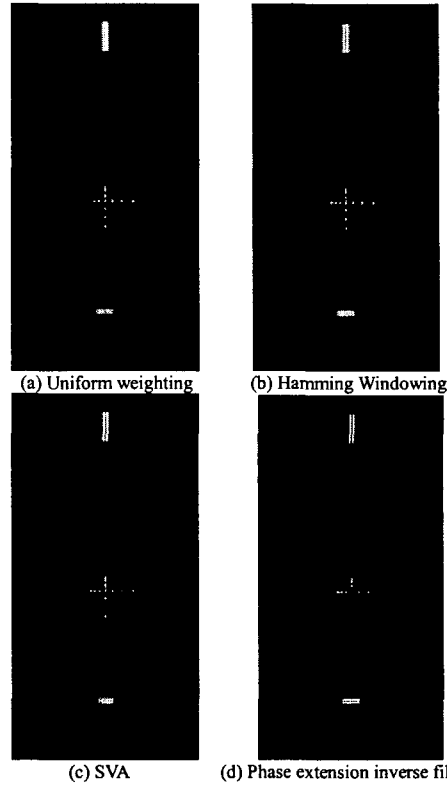 (a) Uniform weighting
(b) Hamming Windowing
(c) SVA
(d) Phase extension inverse fil